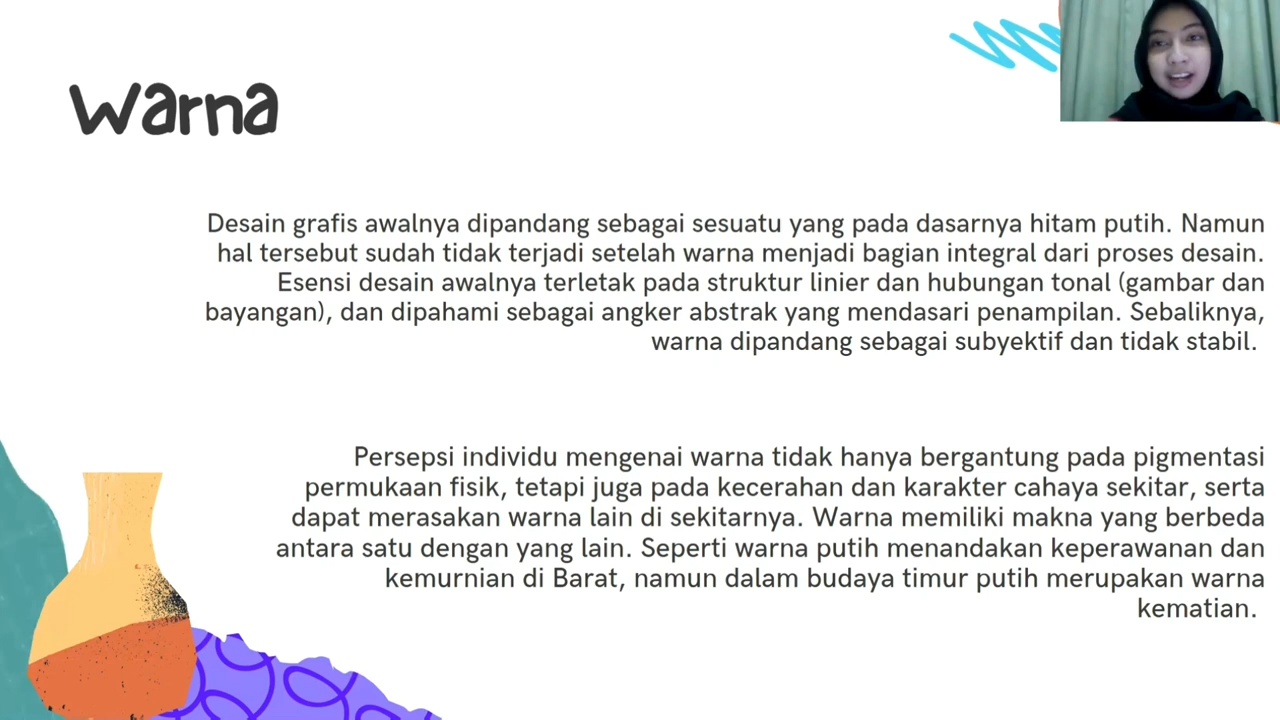 Warna
Desain grafis awalnya dipandang sebagai sesuatu yang pada dasarnya hitam putih. Namun
hal tersebut sudah tidak terjadi setelah warna menjadi bagian integral dari proses desain.
Esensi desain awalnya terletak pada struktur linier dan hubungan tonal (gambar dan
bayangan), dan dipahami sebagai angker abstrak yang mendasari penampilan. Sebaliknya,
warna dipandang sebagai subyektif dan tidak stabil.
Persepsi individu mengenai warna tidak hanya bergantung pada pigmentasi
permukaan fisik, tetapi juga pada kecerahan dan karakter cahaya sekitar, serta
dapat merasakan warna lain di sekitarnya. Warna memiliki makna yang berbeda
antara satu dengan yang lain. Seperti warna putih menandakan keperawanan dan
kemurnian di Barat, namun dalam budaya timur putih merupakan warna
kematian.